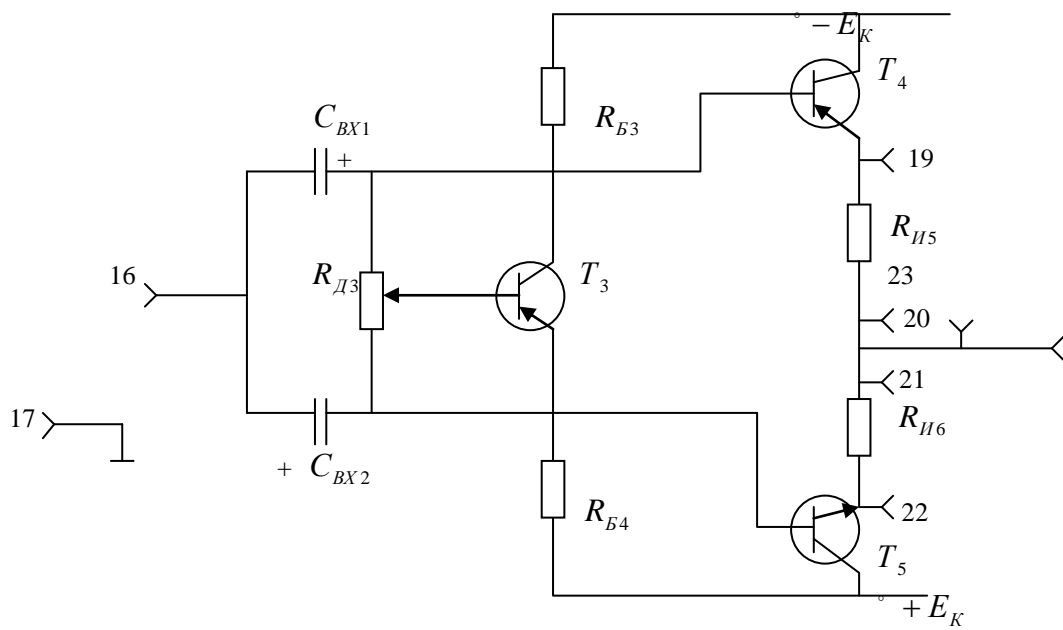 − E_К
T_4
R_Б3
C_ВХ1
+
19
R_И5
16
R_Д3
T_3
23
20
21
17
R_И6
+ C_ВХ2
R_Б4
22
T_5
+ E_К